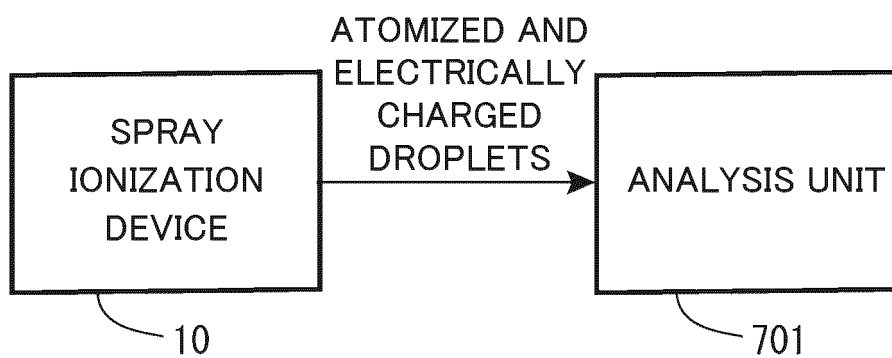 ATOMIZED AND
ELECTRICALLY
CHARGED
DROPLETS
SPRAY
IONIZATION
DEVICE
ANALYSIS UNIT
10
701